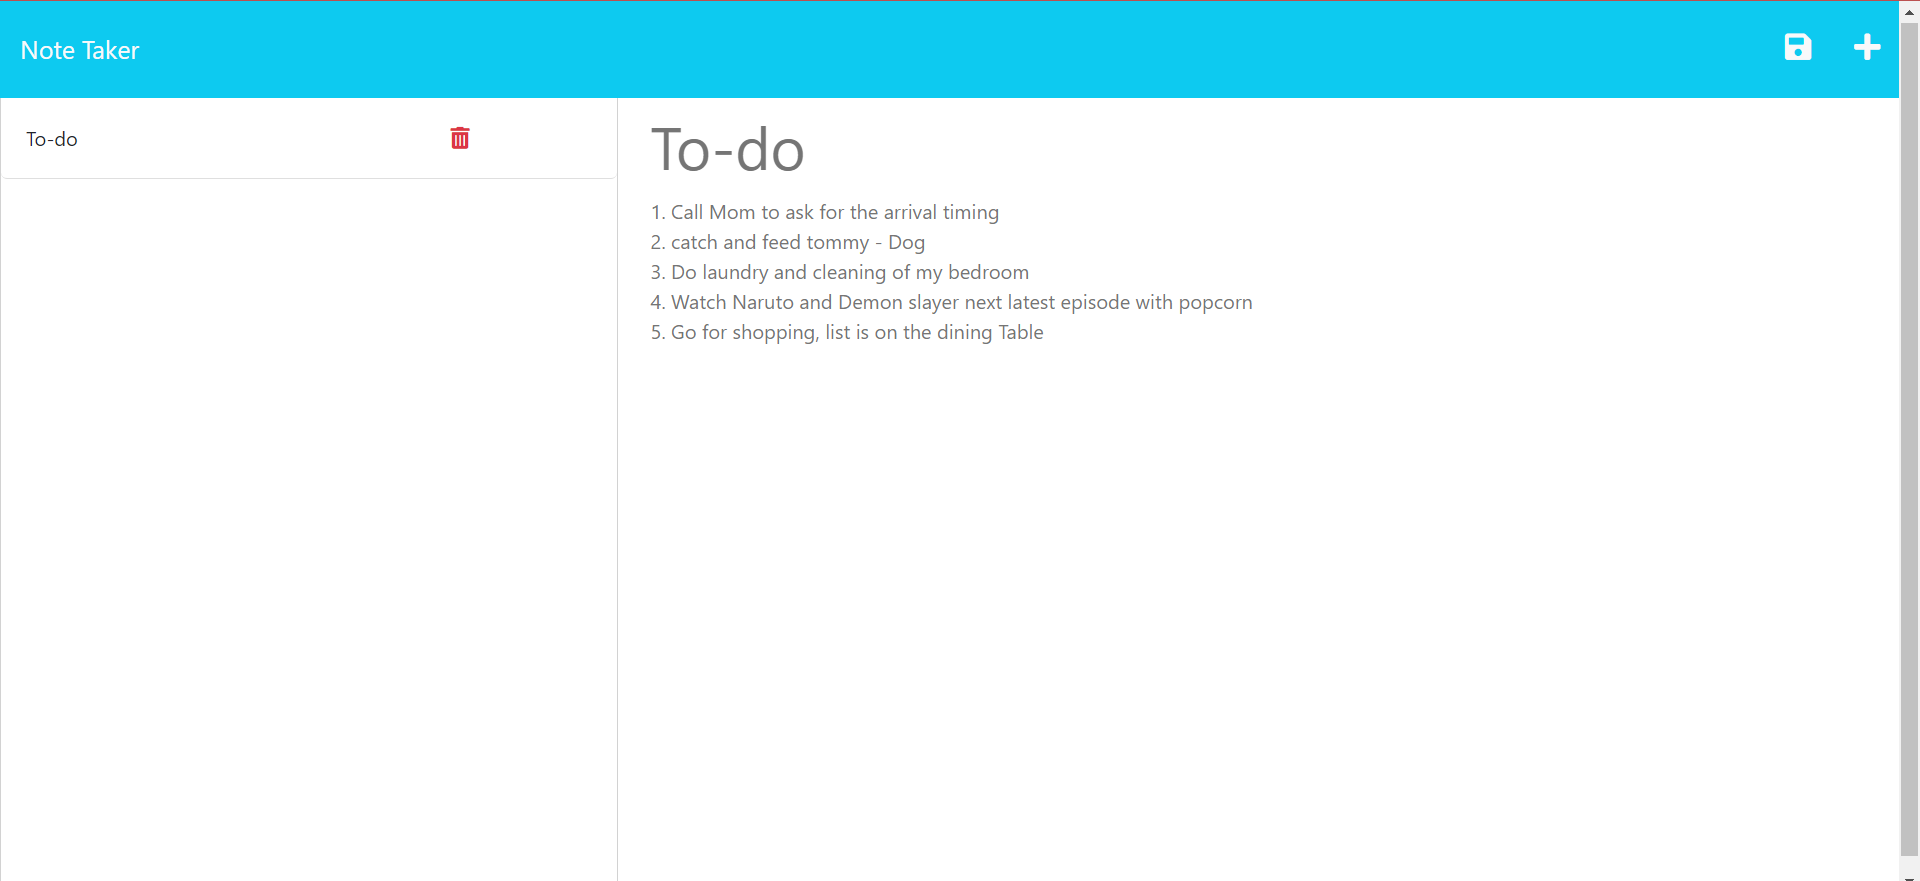 Note Taker
To-do
To-do
1. Call Mom to ask for the arrival timing
2. catch and feed tommy - Dog
3. Do laundry and cleaning of my bedroom
4. Watch Naruto and Demon slayer next latest episode with popcorn
5. Go for shopping, list is on the dining Table